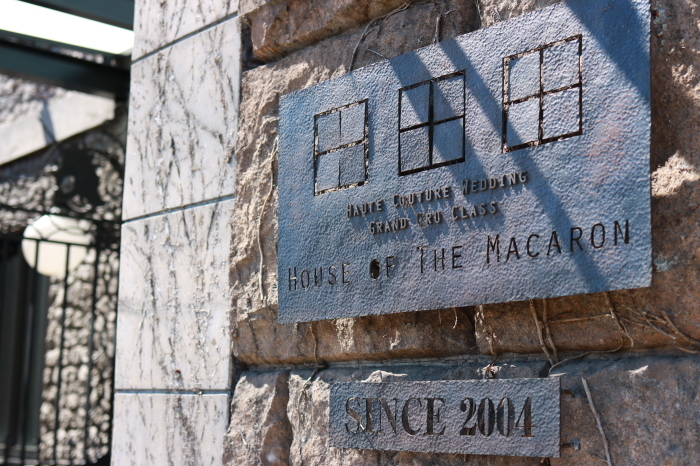 HAUTE COUTURE WEDDING
GRAND CRU CLASS
HOUSE OF THE MACARON
SINCE 2004